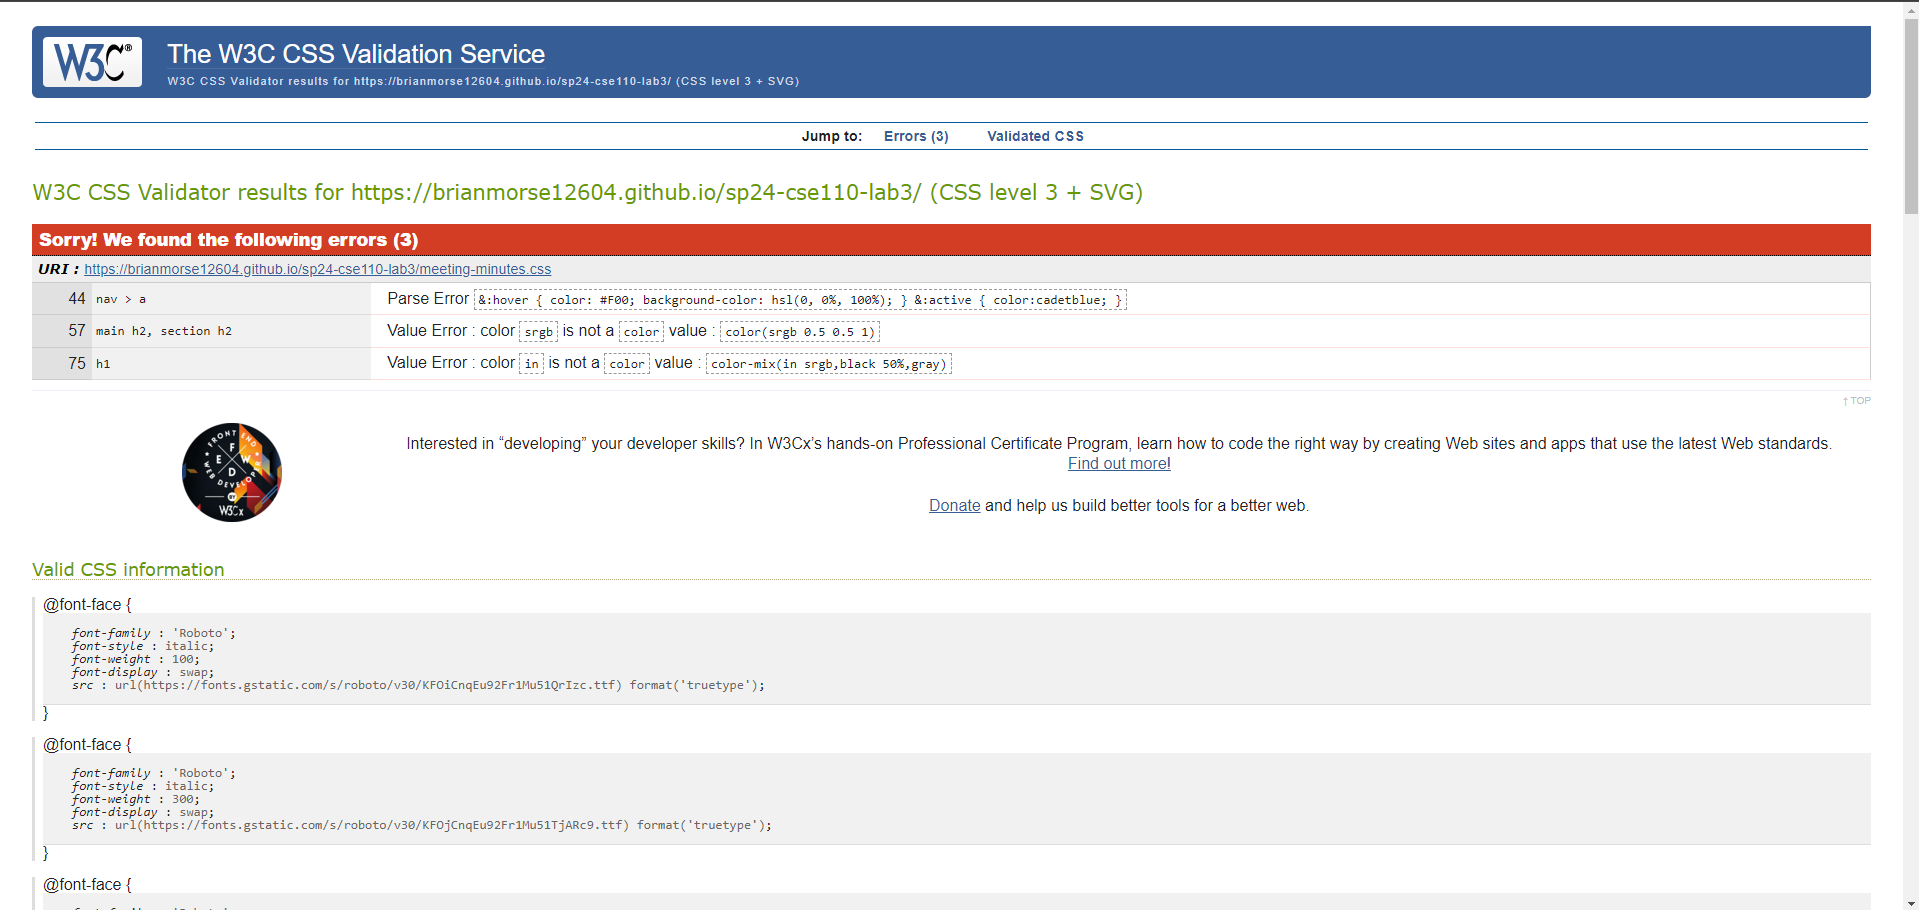 W3C®
The W3C CSS Validation Service
W3C CSS Validator results for https://brianmorse12604.github.io/sp24-cse110-lab3/ (CSS level 3 + SVG)
Jump to: Errors (3) Validated CSS
W3C CSS Validator results for https://brianmorse12604.github.io/sp24-cse110-lab3/ (CSS level 3 + SVG)
Sorry! We found the following errors (3)
URI : https://brianmorse12604.github.io/sp24-cse110-lab3/meeting-minutes.css
44 nav > a Parse Error &:hover { color: #F00; background-color: hsl(0, 0%, 100%); } &:active { color:cadetblue; }
57 main h2, section h2 Value Error : color srgb is not a color value : color(srgb 0.5 0.5 1)
75 h1 Value Error : color in is not a color value : color-mix(in srgb,black 50%,gray)
↑ TOP
FRONT END
F
E W
D
WEB DEVELOPER
BY
W3Cx
Interested in “developing” your developer skills? In W3Cx’s hands-on Professional Certificate Program, learn how to code the right way by creating Web sites and apps that use the latest Web standards.
Find out more!
Donate and help us build better tools for a better web.
Valid CSS information
@font-face {
font-family : 'Roboto';
font-style : italic;
font-weight : 100;
font-display : swap;
src : url(https://fonts.gstatic.com/s/roboto/v30/KFOiCnqEu92Fr1Mu51QrIzc.ttf) format('truetype');
}
@font-face {
font-family : 'Roboto';
font-style : italic;
font-weight : 300;
font-display : swap;
src : url(https://fonts.gstatic.com/s/roboto/v30/KFOjCnqEu92Fr1Mu51TjARc9.ttf) format('truetype');
}
@font-face {